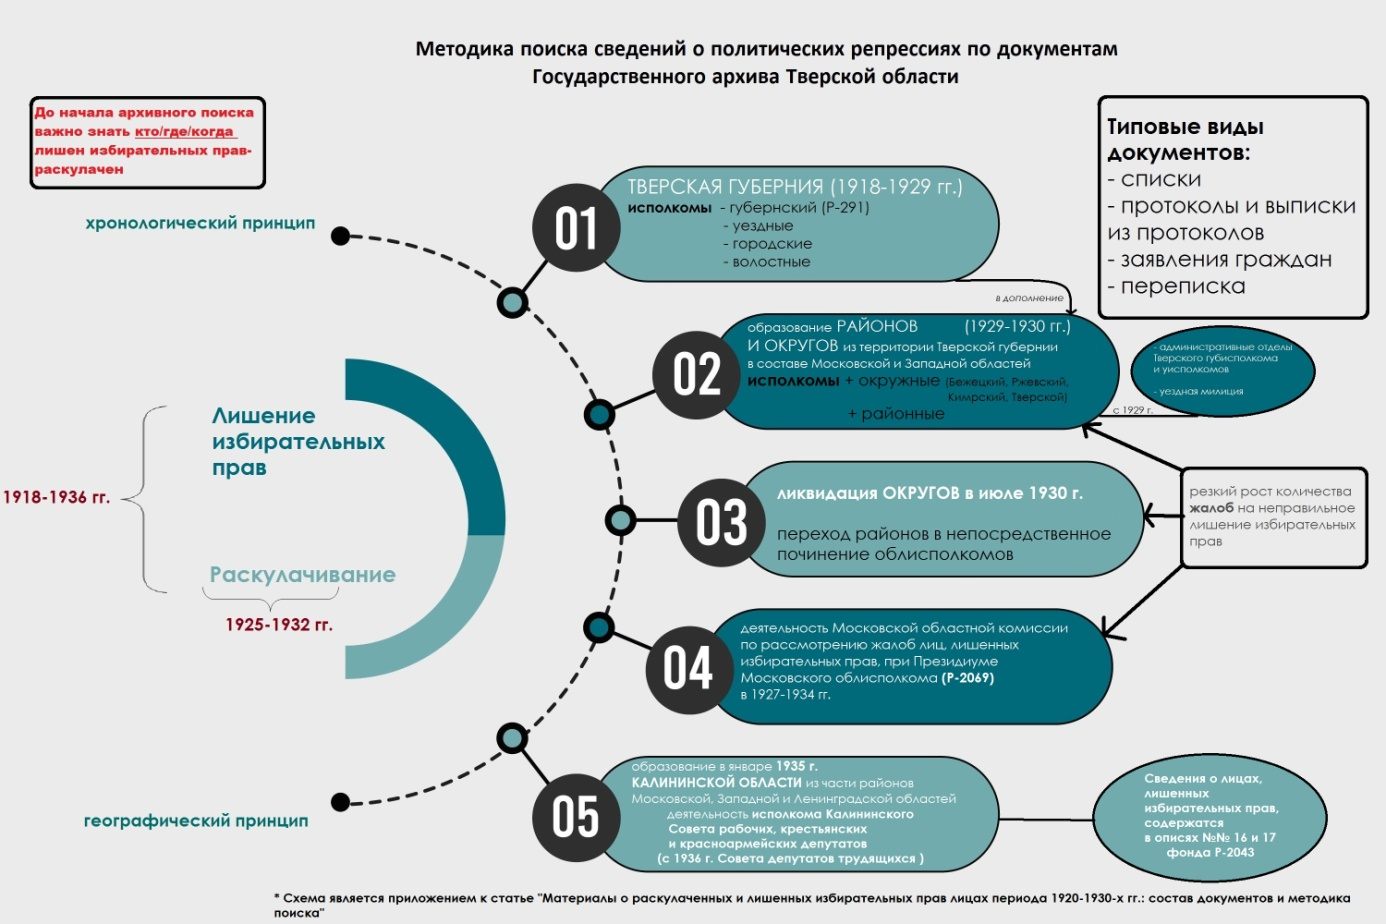 Методика поиска сведений о политических репрессиях по документам
Государственного архива Тверской области
До начала архивного поиска
важно знать кто/где/когда
лишен избирательных прав-
раскулачен
Типовые виды
документов:
- списки
- протоколы и выписки
из протоколов
- заявления граждан
- переписка
хронологический принцип
01
ТВЕРСКАЯ ГУБЕРНИЯ (1918-1929 гг.)
исполкомы - губернский (Р-291)
- уездные
- городские
- волостные
в дополнение
02
образование РАЙОНОВ (1929-1930 гг.)
И ОКРУГОВ из территории Тверской губернии
в составе Московской и Западной областей
исполкомы + окружные (Бежецкий, Ржевский,
Кимрский, Тверской)
+ районные
- административные отделы
Тверского губисполкома
и уисполкомов
- уездная милиция
с 1929 г.
Лишение
избирательных
прав
1918-1936 гг.
Раскулачивание
1925-1932 гг.
03
ликвидация ОКРУГОВ в июле 1930 г.
переход районов в непосредственное
починение облисполкомов
резкий рост количества
жалоб на неправильное
лишение избирательных
прав
04
деятельность Московской областной комиссии
по рассмотрению жалоб лиц, лишенных
избирательных прав, при Президиуме
Московского облисполкома (Р-2069)
в 1927-1934 гг.
географический принцип
05
образование в январе 1935 г.
КАЛИНИНСКОЙ ОБЛАСТИ из части районов
Московской, Западной и Ленинградской областей
деятельность исполкома Калининского
Совета рабочих, крестьянских
и красноармейских депутатов
(с 1936 г. Совета депутатов трудящихся )
Сведения о лицах,
лишенных
избирательных прав,
содержатся
в описях №№ 16 и 17
фонда Р-2043
* Схема является приложением к статье "Материалы о раскулаченных и лишенных избирательных прав лицах периода 1920-1930-х гг.: состав документов и методика
поиска"